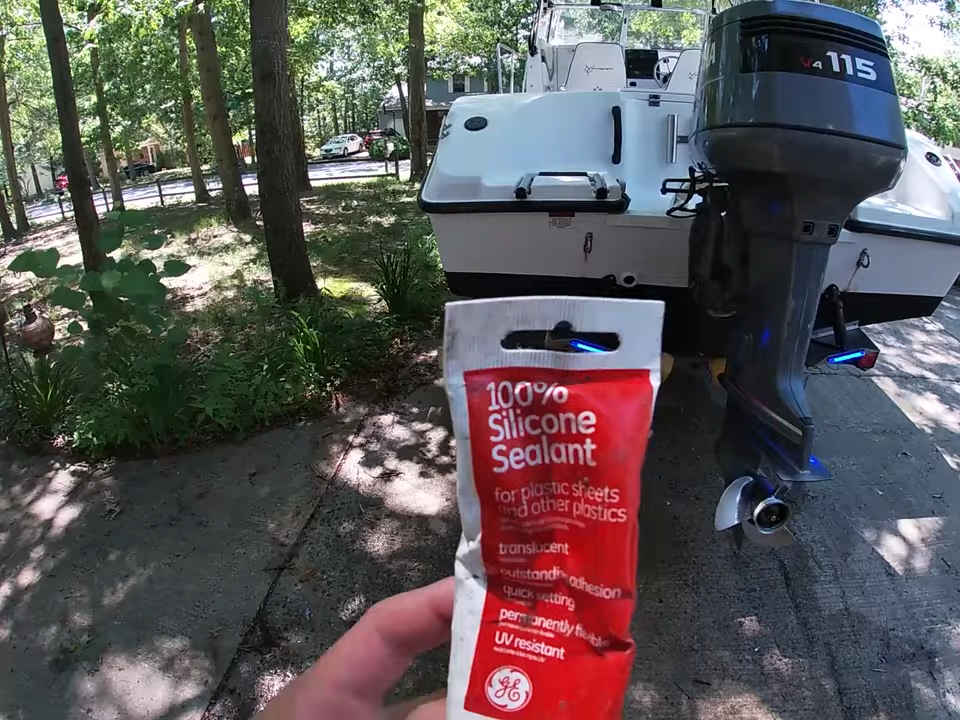 V4 115
100%
Silicone
Sealant
for plastic sheets
and other plastics
translucent
outstanding adhesion
quick setting
permanently flexible
UV resistant
GE